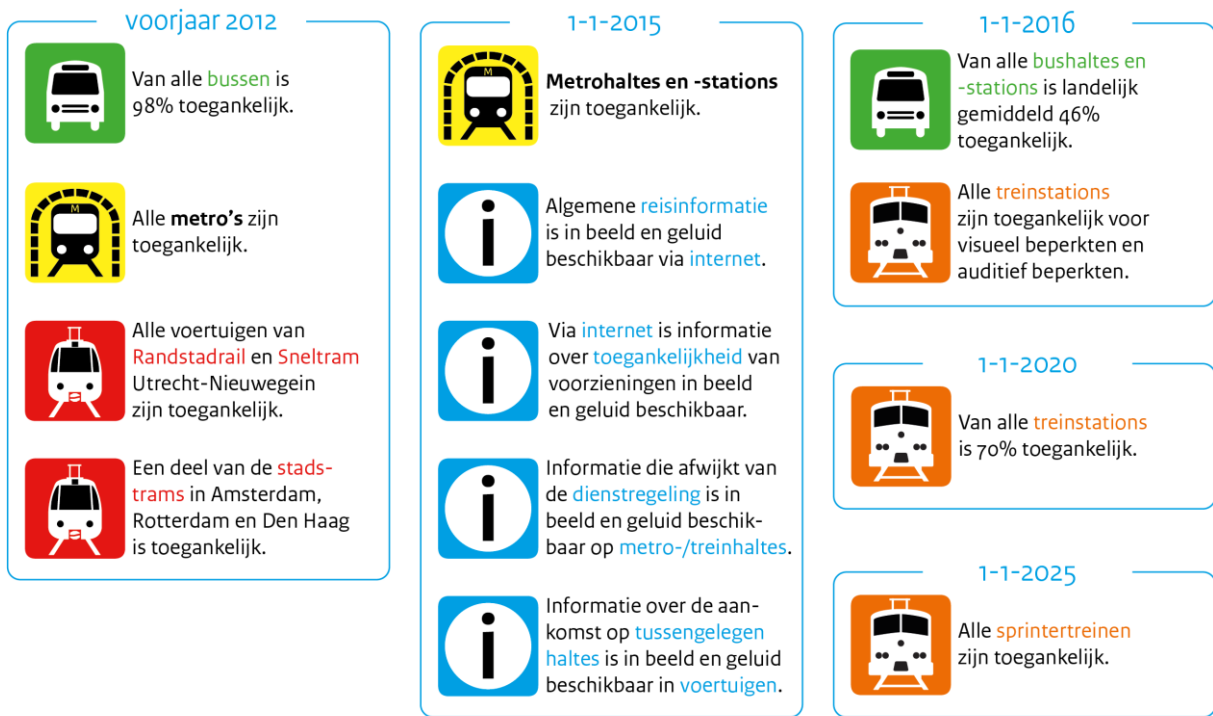 voorjaar 2012
Van alle bussen is
98% toegankelijk.
M
Alle metro's zijn
toegankelijk.
Alle voertuigen van
Randstadrail en Sneltram
Utrecht-Nieuwegein
zijn toegankelijk.
Een deel van de stads-
trams in Amsterdam,
Rotterdam en Den Haag
is toegankelijk.
1-1-2015
M
Metrohaltes en -stations
zijn toegankelijk.
i
Algemene reisinformatie
is in beeld en geluid
beschikbaar via internet.
i
Via internet is informatie
over toegankelijkheid van
voorzieningen in beeld
en geluid beschikbaar.
i
Informatie die afwijkt van
de dienstregeling is in
beeld en geluid beschik-
baar op metro-/treinhaltes.
i
Informatie over de aan-
komst op tussengelegen
haltes is in beeld en geluid
beschikbaar in voertuigen.
1-1-2016
Van alle bushaltes en
-stations is landelijk
gemiddeld 46%
toegankelijk.
Alle treinstations
zijn toegankelijk voor
visueel beperkten en
auditief beperkten.
1-1-2020
Van alle treinstations
is 70% toegankelijk.
1-1-2025
Alle sprintertreinen
zijn toegankelijk.